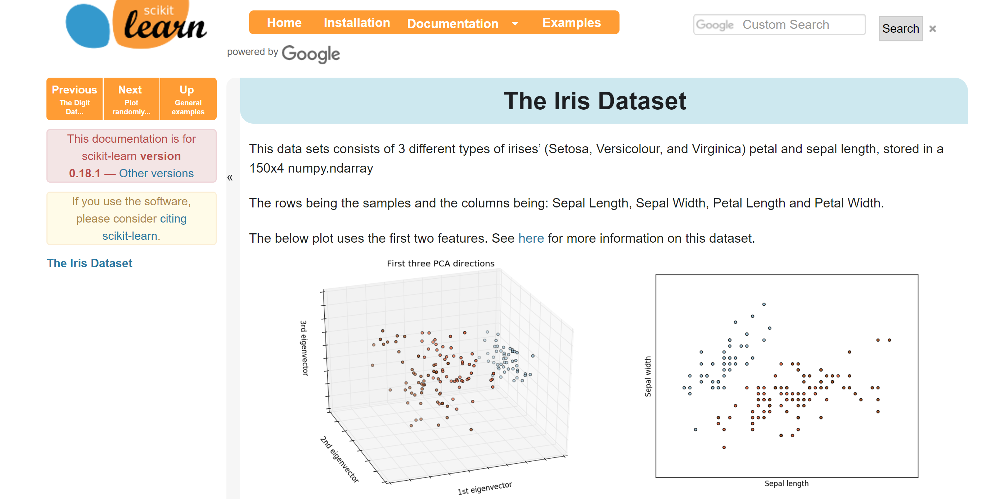 scikit
learn
Home Installation Documentation Examples
Google Custom Search
Search ×
powered by Google
Previous
The Digit
Dat...
Next
Plot
randomly...
Up
General
examples
This documentation is for
scikit-learn version
0.18.1 — Other versions
If you use the software,
please consider citing
scikit-learn.
The Iris Dataset
«
The Iris Dataset
This data sets consists of 3 different types of irises’ (Setosa, Versicolour, and Virginica) petal and sepal length, stored in a
150x4 numpy.ndarray
The rows being the samples and the columns being: Sepal Length, Sepal Width, Petal Length and Petal Width.
The below plot uses the first two features. See here for more information on this dataset.
First three PCA directions
3rd eigenvector
2nd eigenvector
1st eigenvector
Sepal width
Sepal length